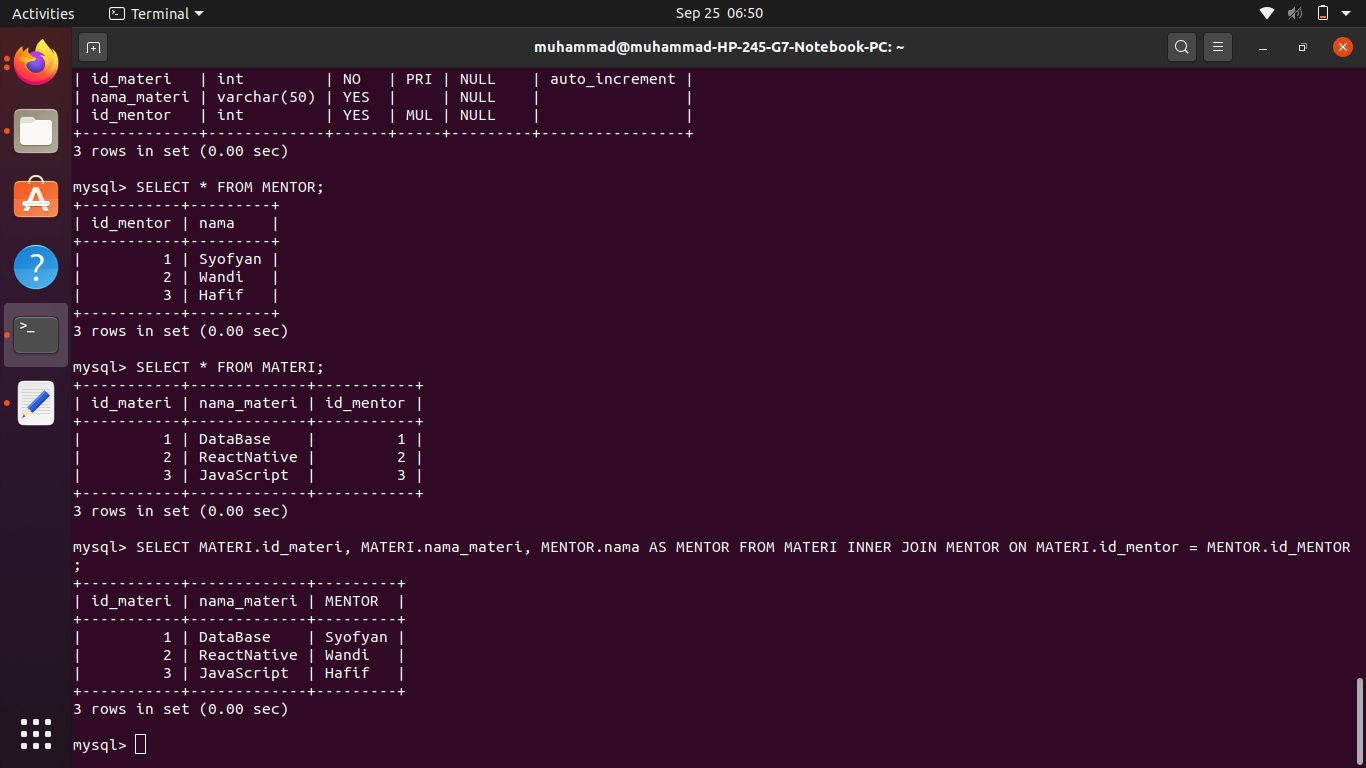 Activities Terminal Sep 25 06:50
muhammad@muhammad-HP-245-G7-Notebook-PC: ~
| id_materi   | int         | NO   | PRI | NULL    | auto_increment |
| nama_materi | varchar(50) | YES  |     | NULL    |                |
| id_mentor   | int         | YES  | MUL | NULL    |                |
+-------------+-------------+------+-----+---------+----------------+
3 rows in set (0.00 sec)
mysql> SELECT * FROM MENTOR;
+-----------+---------+
| id_mentor | nama    |
+-----------+---------+
|         1 | Syofyan |
|         2 | Wandi   |
|         3 | Hafif   |
+-----------+---------+
3 rows in set (0.00 sec)
mysql> SELECT * FROM MATERI;
+-----------+-------------+-----------+
| id_materi | nama_materi | id_mentor |
+-----------+-------------+-----------+
|         1 | DataBase    |         1 |
|         2 | ReactNative |         2 |
|         3 | JavaScript  |         3 |
+-----------+-------------+-----------+
3 rows in set (0.00 sec)
mysql> SELECT MATERI.id_materi, MATERI.nama_materi, MENTOR.nama AS MENTOR FROM MATERI INNER JOIN MENTOR ON MATERI.id_mentor = MENTOR.id_MENTOR
;
+-----------+-------------+---------+
| id_materi | nama_materi | MENTOR  |
+-----------+-------------+---------+
|         1 | DataBase    | Syofyan |
|         2 | ReactNative | Wandi   |
|         3 | JavaScript  | Hafif   |
+-----------+-------------+---------+
3 rows in set (0.00 sec)
mysql>